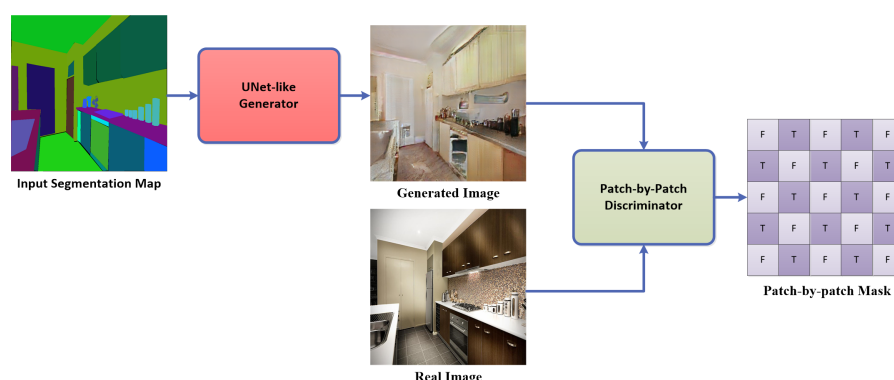 Input Segmentation Map
UNet-like
Generator
Generated Image
Real Image
Patch-by-Patch
Discriminator
F T F T F
T F T F T
F T F T F
T F T F T
F T F T F
Patch-by-patch Mask